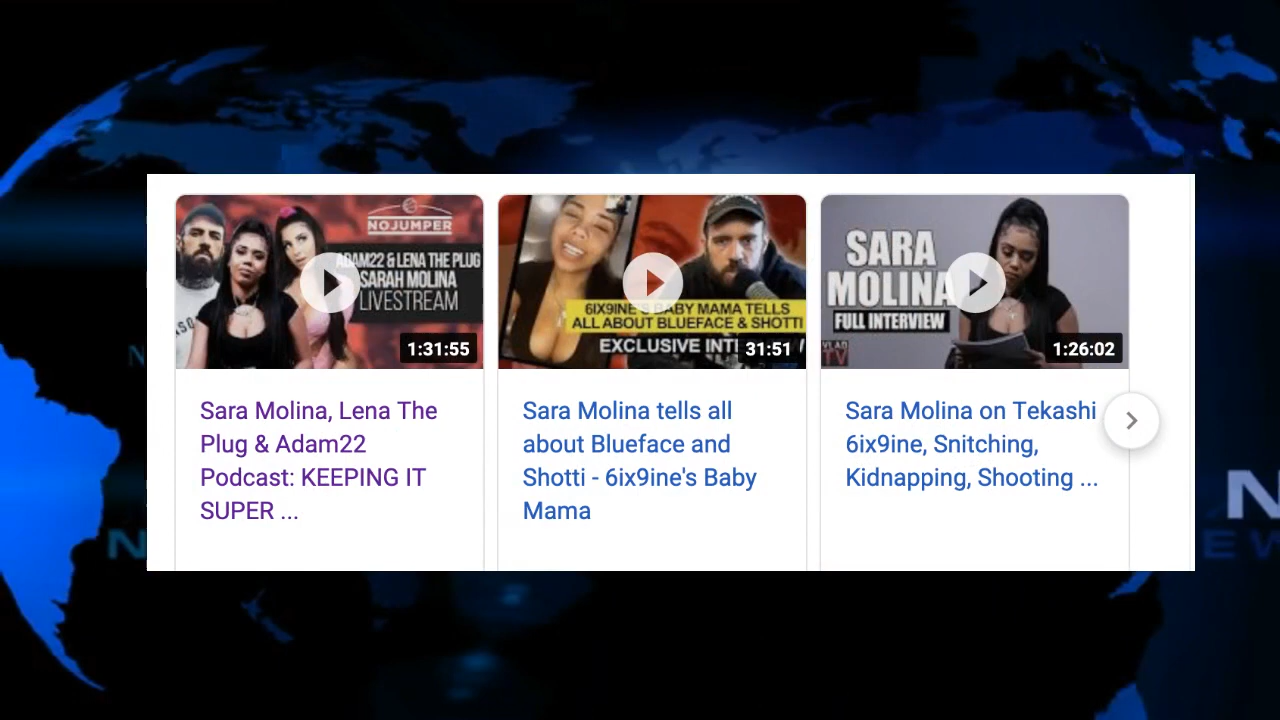 NOJUMPER
ADAM22 & LENA THE PLUG
SARAH MOLINA
LIVESTREAM
1:31:55
6IX9INE'S BABY MAMA TELLS
ALL ABOUT BLUEFACE & SHOTTI
EXCLUSIVE
31:51
SARA
MOLINA
FULL INTERVIEW
VLAD
TV
1:26:02
Sara Molina, Lena The
Plug & Adam22
Podcast: KEEPING IT
SUPER ...
Sara Molina tells all
about Blueface and
Shotti - 6ix9ine's Baby
Mama
Sara Molina on Tekashi
6ix9ine, Snitching,
Kidnapping, Shooting ...